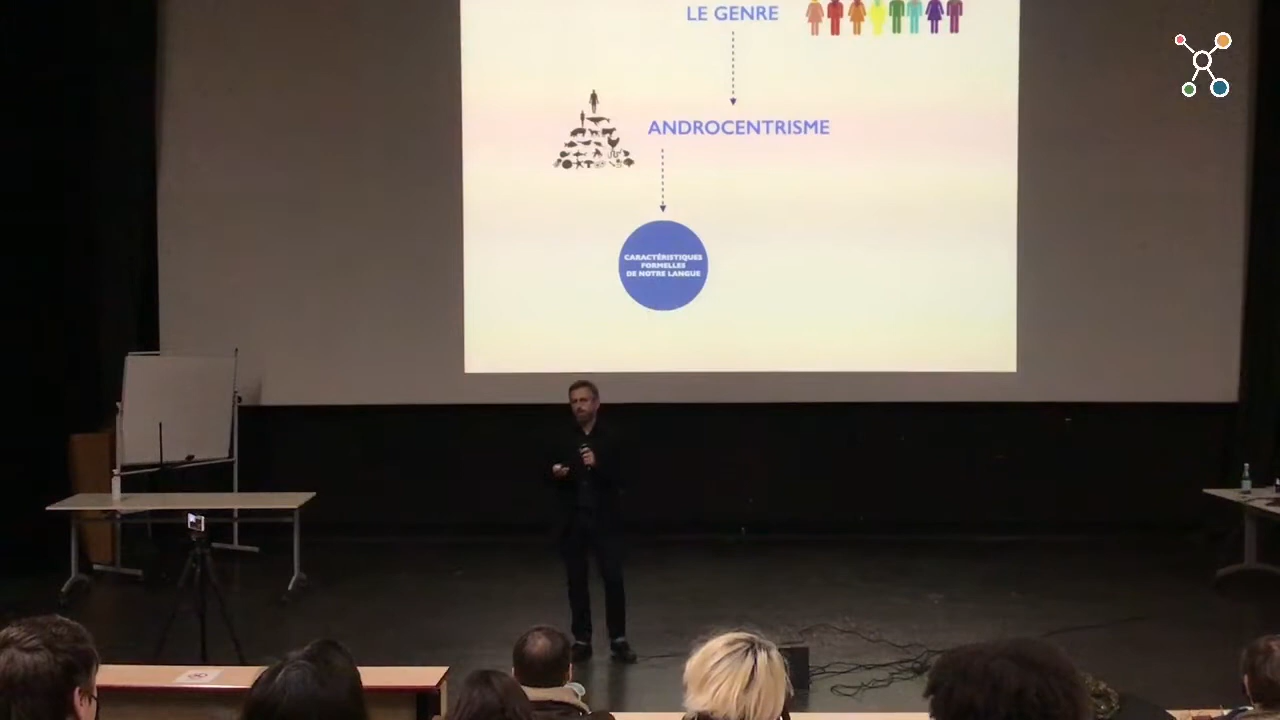 LE GENRE
ANDROCENTRISME
CARACTÉRISTIQUES
FORMELLES
DE NOTRE LANGUE